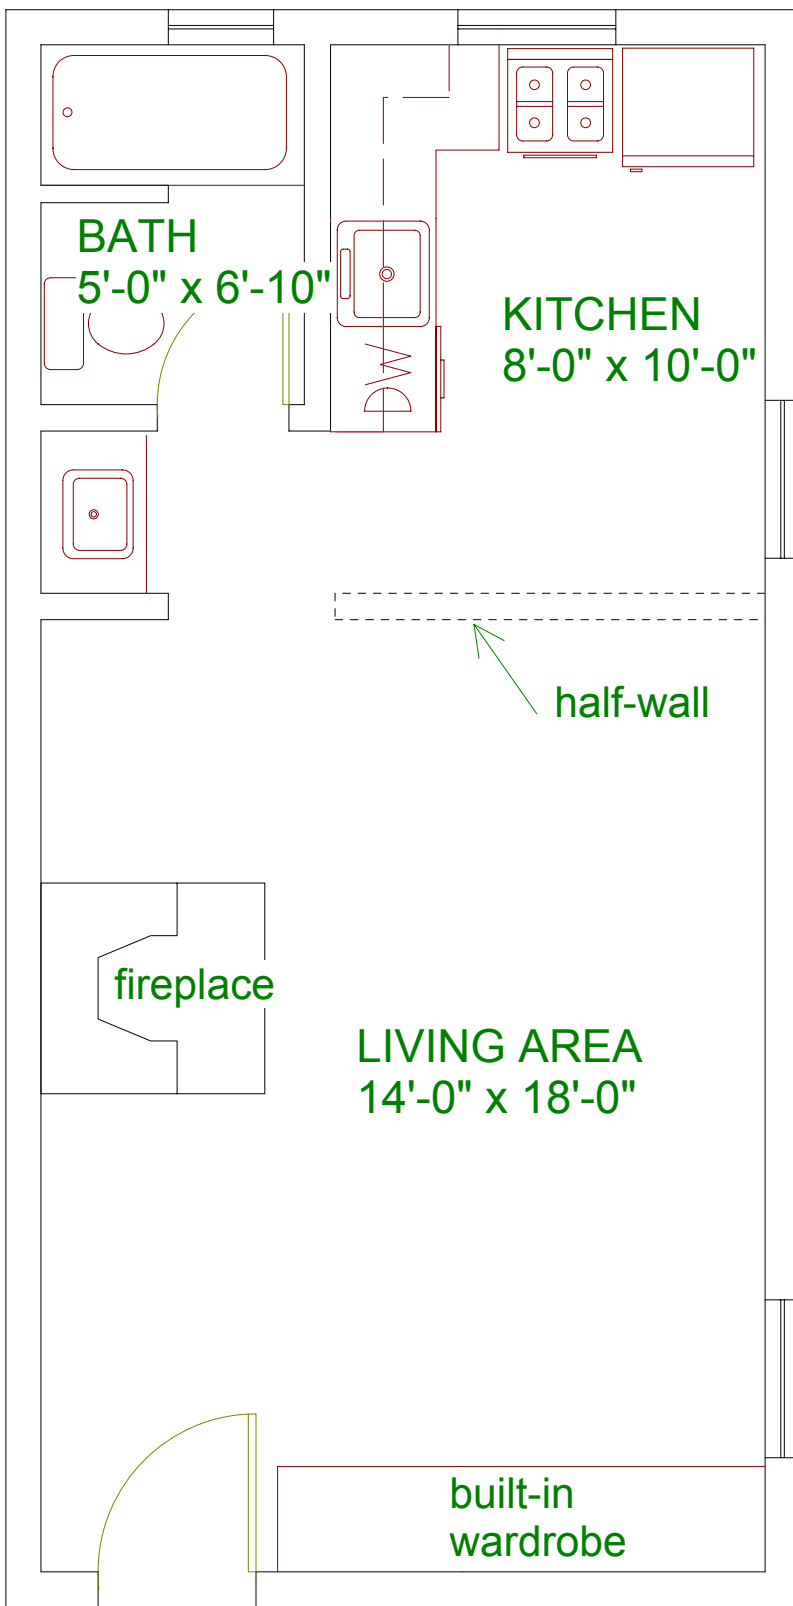 BATH
5'-0" x 6'-10"
KITCHEN
8'-0" x 10'-0"
DW
half-wall
fireplace
LIVING AREA
14'-0" x 18'-0"
built-in
wardrobe